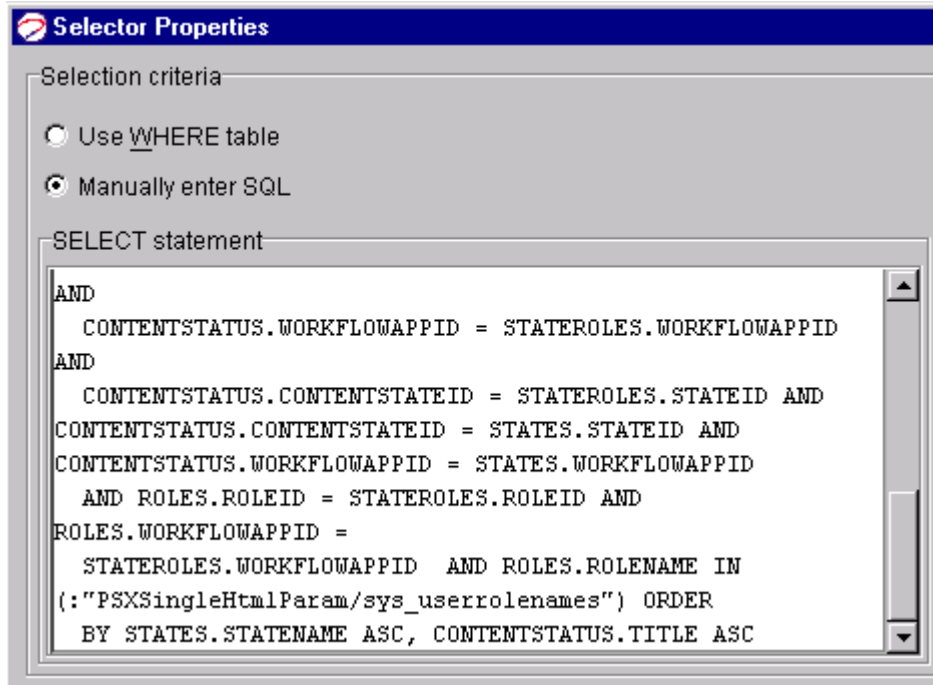 Selector Properties
Selection criteria
Use WHERE table
Manually enter SQL
SELECT statement
AND
CONTENTSTATUS.WORKFLOWAPPID = STATEROLES.WORKFLOWAPPID
AND
CONTENTSTATUS.CONTENTSTATEID = STATEROLES.STATEID AND
CONTENTSTATUS.CONTENTSTATEID = STATES.STATEID AND
CONTENTSTATUS.WORKFLOWAPPID = STATES.WORKFLOWAPPID
AND ROLES.ROLEID = STATEROLES.ROLEID AND
ROLES.WORKFLOWAPPID =
STATEROLES.WORKFLOWAPPID  AND ROLES.ROLENAME IN
(:"PSXSingleHtmlParam/sys_userrolenames") ORDER
BY STATES.STATENAME ASC, CONTENTSTATUS.TITLE ASC